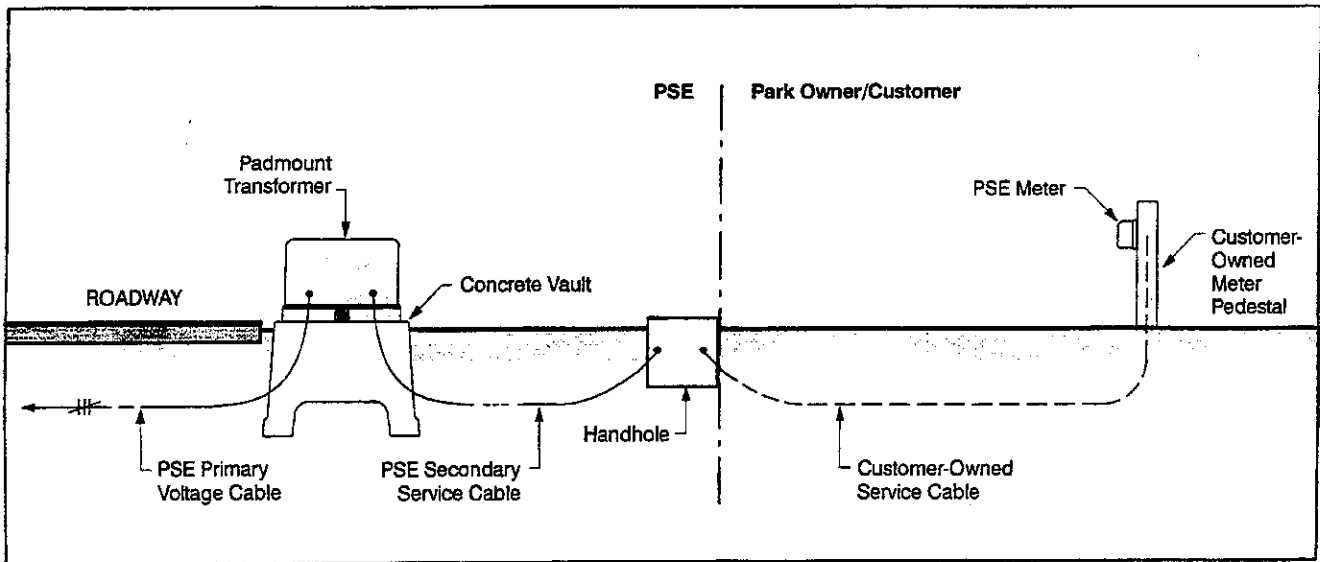 PSE
Park Owner/Customer
Padmount
Transformer
PSE Meter
Customer-
Owned
Meter
Pedestal
ROADWAY
Concrete Vault
Handhole
PSE Primary
Voltage Cable
PSE Secondary
Service Cable
Customer-Owned
Service Cable